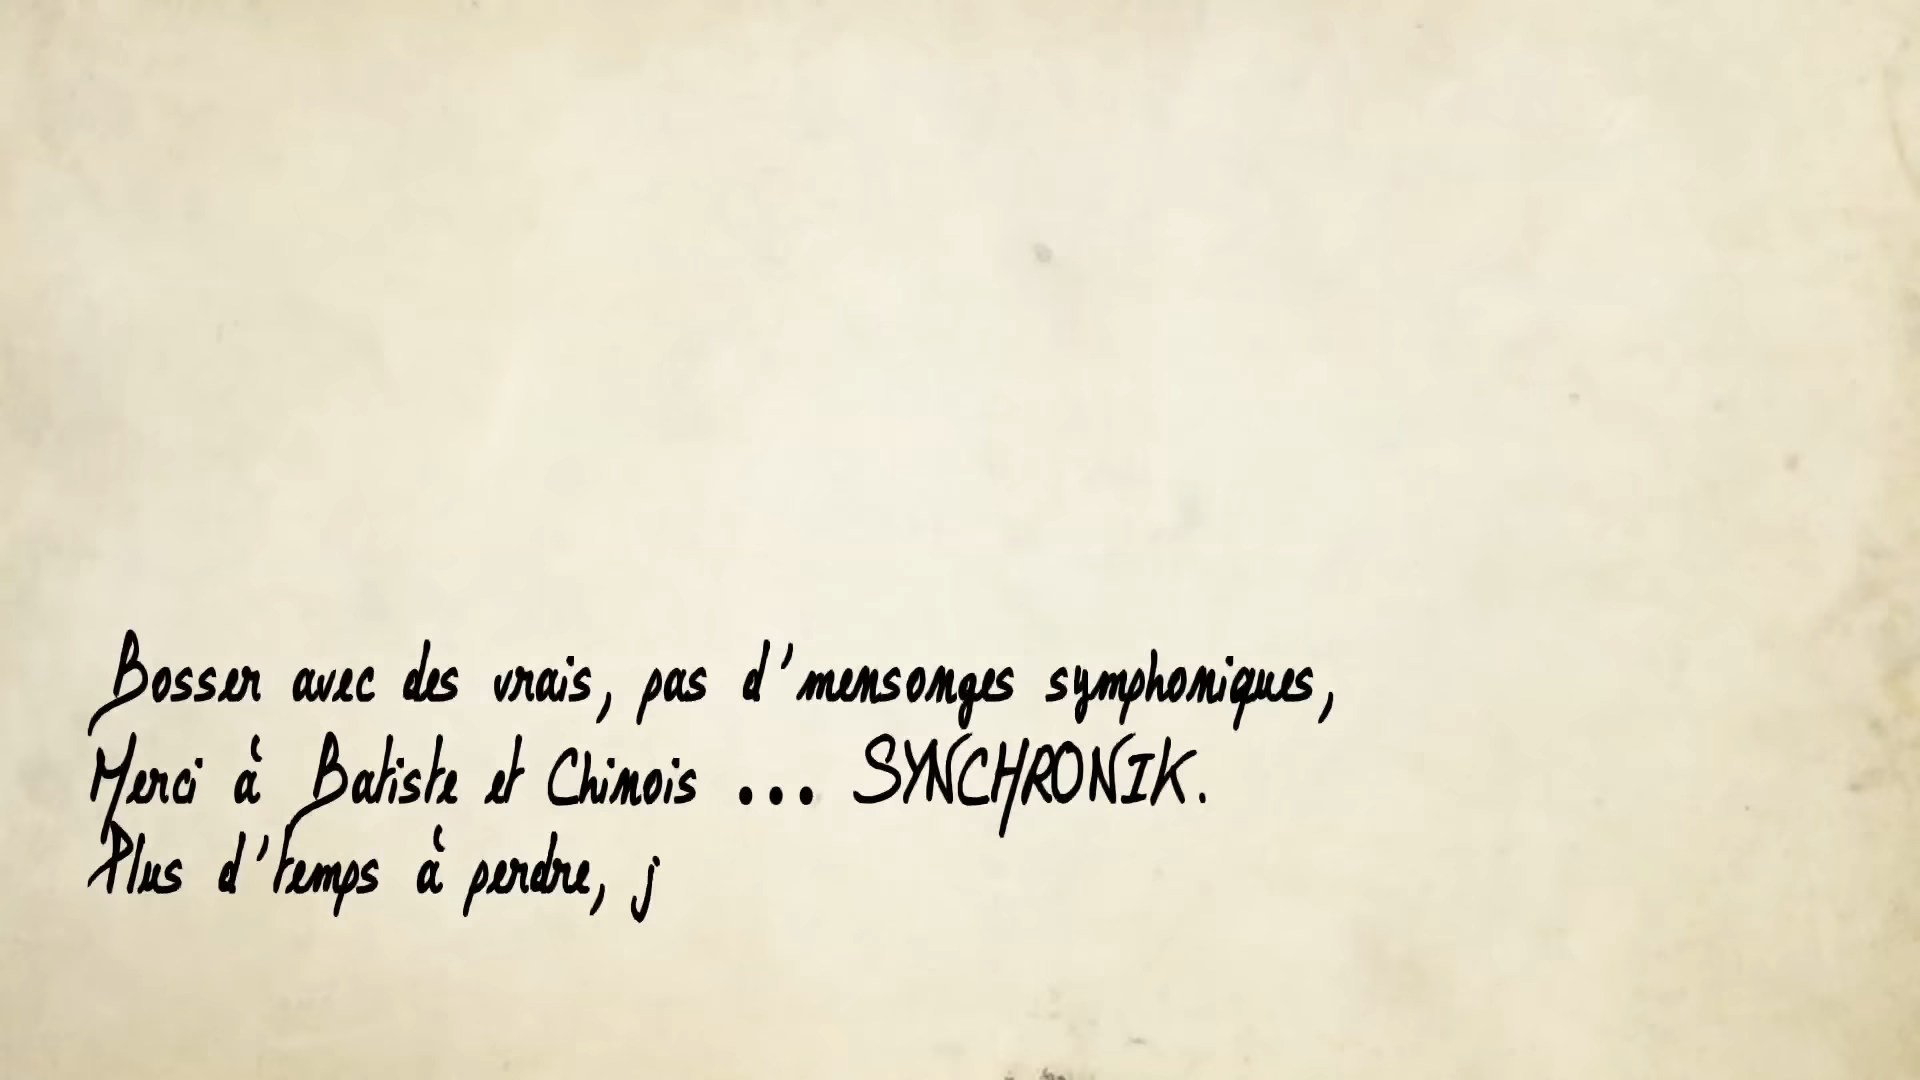 Bosser avec des vrais, pas d'mensonges symphoniques,
Merci à Batiste et Chinois ... SYNCHRONIK.
Plus d'temps à perdre, j